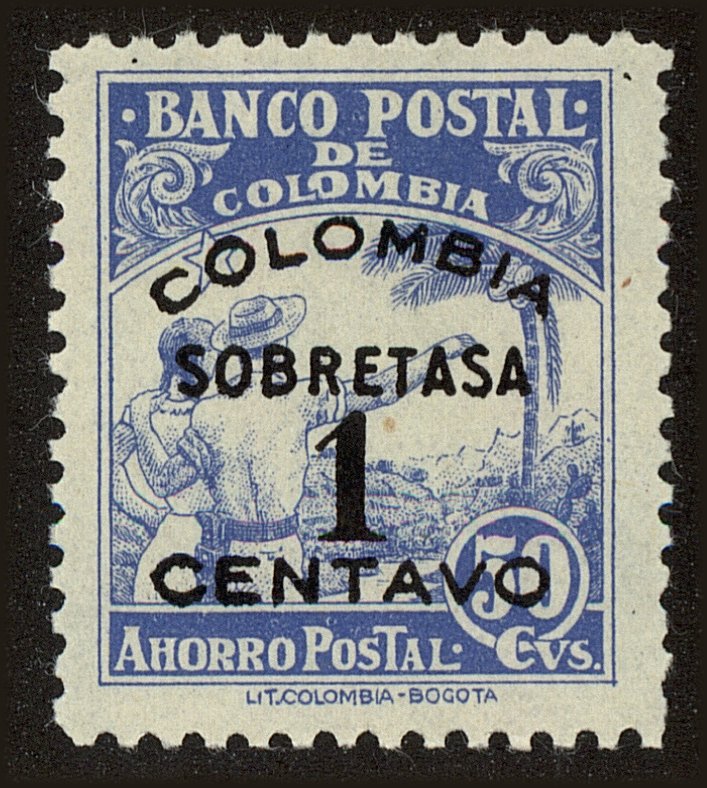 · BANCO POSTAL ·
DE
COLOMBIA
COLOMBIA
SOBRETASA
1
CENTAVO
50
AHORRO POSTAL · CVS.
LIT. COLOMBIA - BOGOTA